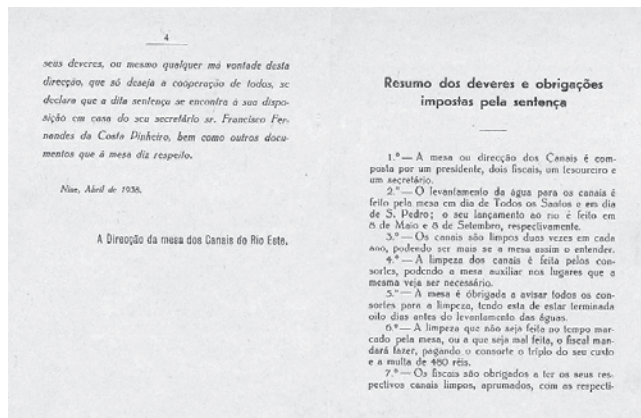 4
seus deveres, ou mesmo qualquer má vontade desta
direcção, que só deseja a cooperação de todos, se
declara que a dita sentença se encontra à sua dispo-
sição em casa do seu secretário sr. Francisco Fer-
nandes da Costa Pinheiro, bem como outros docu-
mentos que à mesa diz respeito.
Nine, Abril de 1938.
A Direcção da mesa dos Canais do Rio Este.
Resumo dos deveres e obrigações
impostas pela sentença
1.º — A mesa ou direcção dos Canais é com-
posta por um presidente, dois fiscais, um tesoureiro e
um secretário.
2.º — O levantamento da água para os canais é
feito pela mesa em dia de Todos os Santos e em dia
de S. Pedro; o seu lançamento ao rio é feito em
8 de Maio e 8 de Setembro, respectivamente.
3.º — Os canais são limpos duas vezes em cada
ano, podendo ser mais se a mesa assim o entender.
4.º — A limpeza dos canais é feita pelos con-
sortes, podendo a mesa auxiliar nos lugares que a
mesma veja ser necessário.
5.º — A mesa é obrigada a avisar todos os con-
sortes para a limpeza, tendo esta de estar terminada
oito dias antes do levantamento das águas.
6.º — A limpeza que não seja feita no tempo mar-
cado pela mesa, ou a que seja mal feita, o fiscal man-
dará fazer, pagando o consorte o triplo do seu custo
e a multa de 480 réis.
7.º — Os fiscais são obrigados a ter os seus res-
pectivos canais limpos, aprumados, com as respecti-